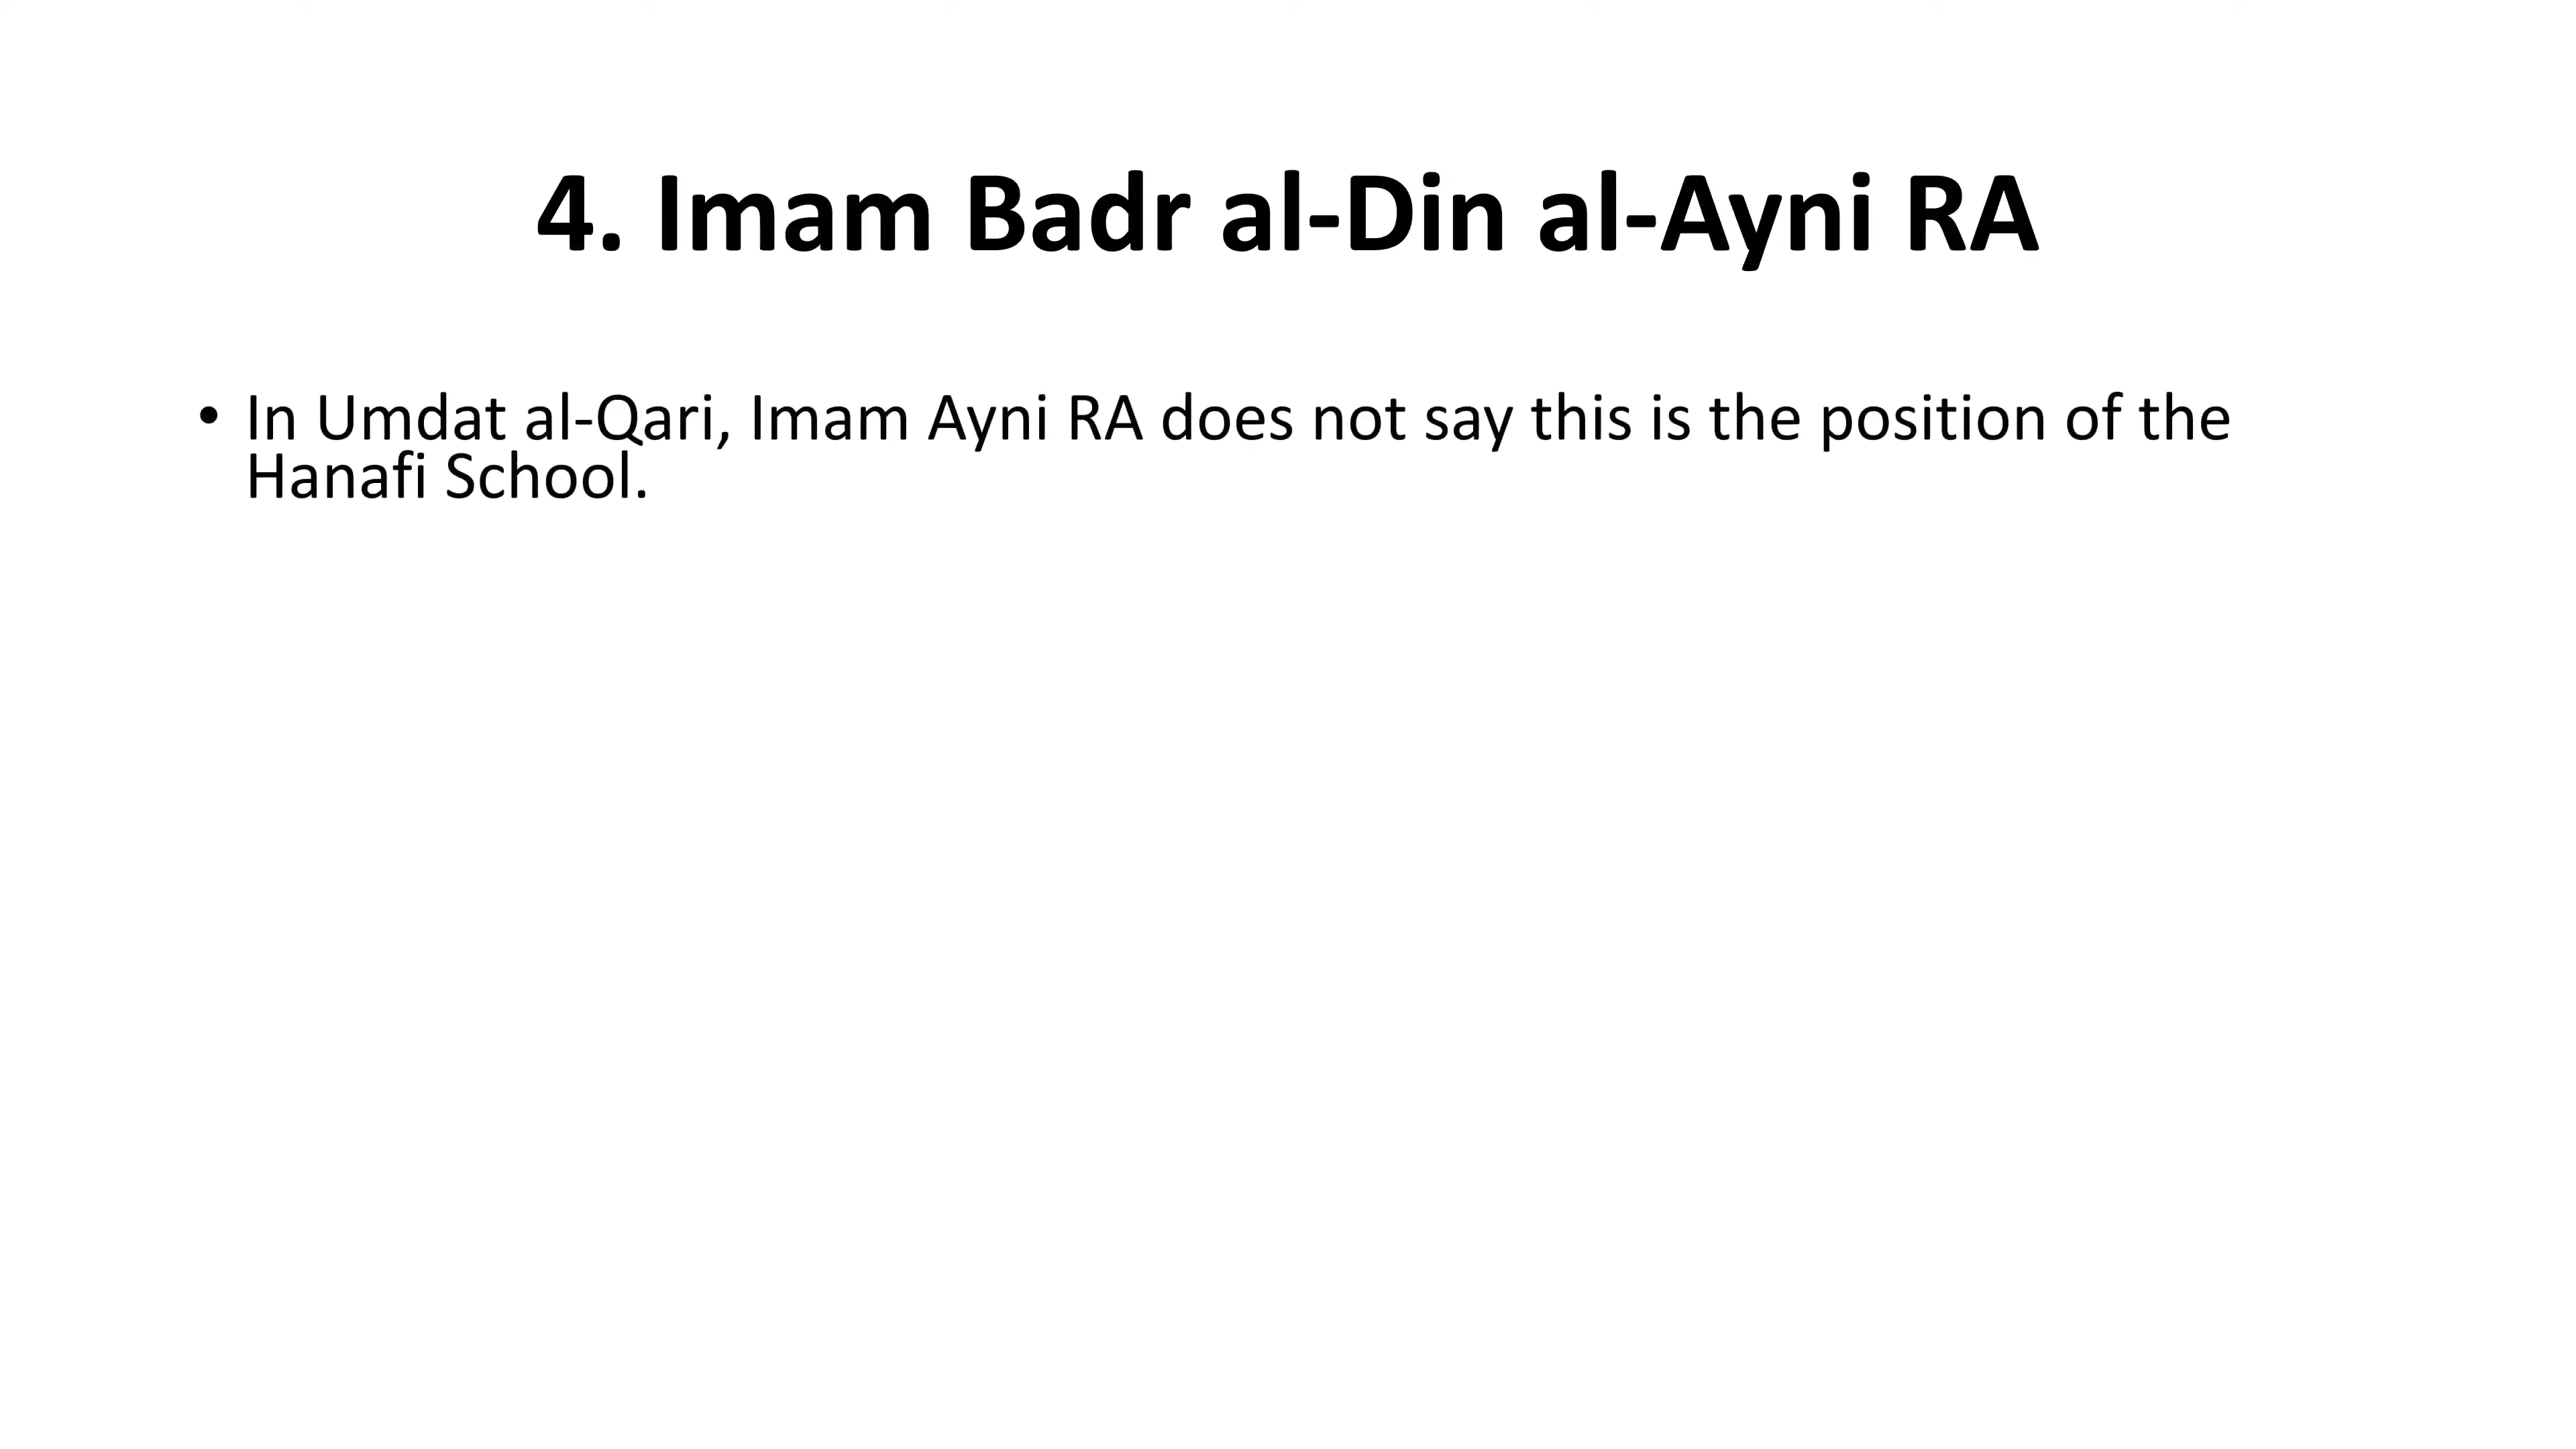 4. Imam Badr al-Din al-Ayni RA
• In Umdat al-Qari, Imam Ayni RA does not say this is the position of the
Hanafi School.